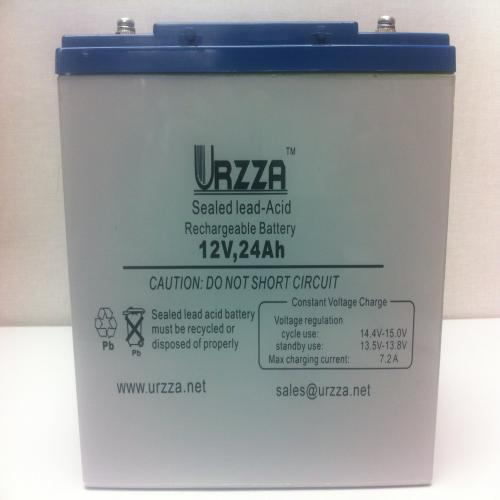 URZZA™
Sealed lead-Acid
Rechargeable Battery
12V,24Ah
CAUTION: DO NOT SHORT CIRCUIT
Pb
Pb
Sealed lead acid battery
must be recycled or
disposed of properly
Constant Voltage Charge
Voltage regulation
cycle use: 14.4V-15.0V
standby use: 13.5V-13.8V
Max charging current: 7.2A
www.urzza.net
sales@urzza.net